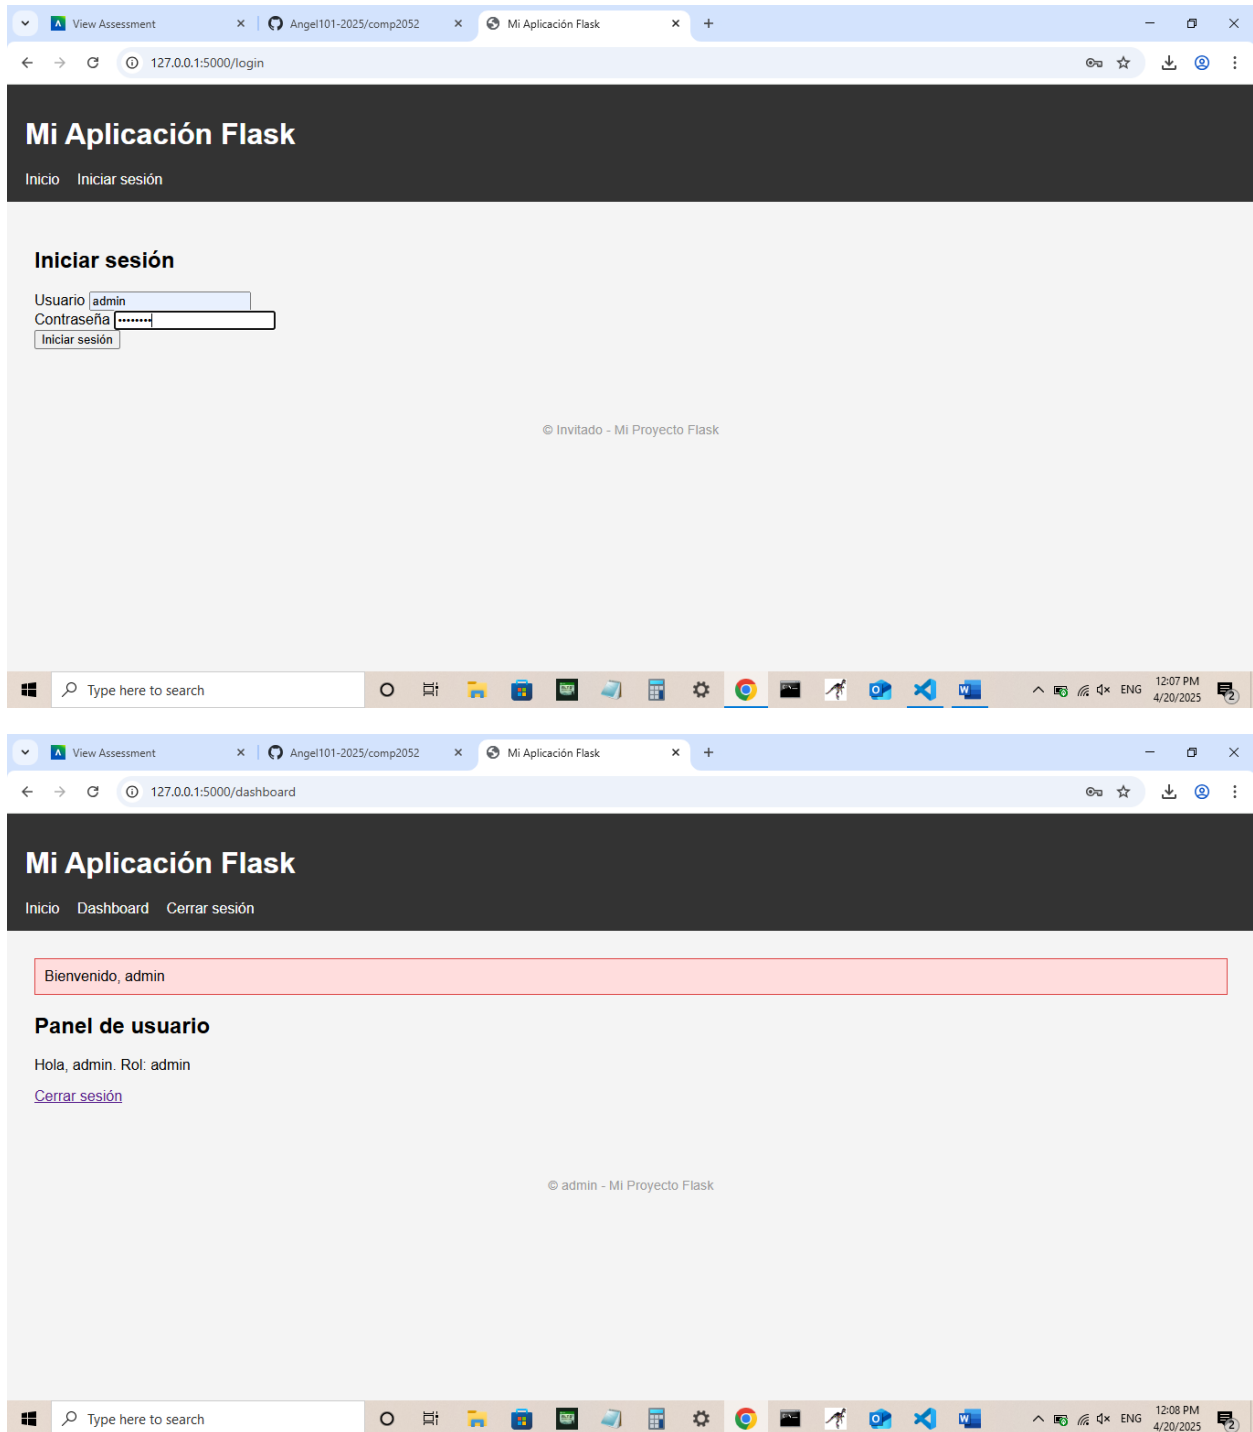 View Assessment
Angel101-2025/comp2052
Mi Aplicación Flask
127.0.0.1:5000/login
Mi Aplicación Flask
Inicio Iniciar sesión
Iniciar sesión
Usuario admin
Contraseña ••••••••
Iniciar sesión
© Invitado - Mi Proyecto Flask
Type here to search
ENG
12:07 PM
4/20/2025
2
View Assessment
Angel101-2025/comp2052
Mi Aplicación Flask
127.0.0.1:5000/dashboard
Mi Aplicación Flask
Inicio Dashboard Cerrar sesión
Bienvenido, admin
Panel de usuario
Hola, admin. Rol: admin
Cerrar sesión
© admin - Mi Proyecto Flask
Type here to search
ENG
12:08 PM
4/20/2025
2